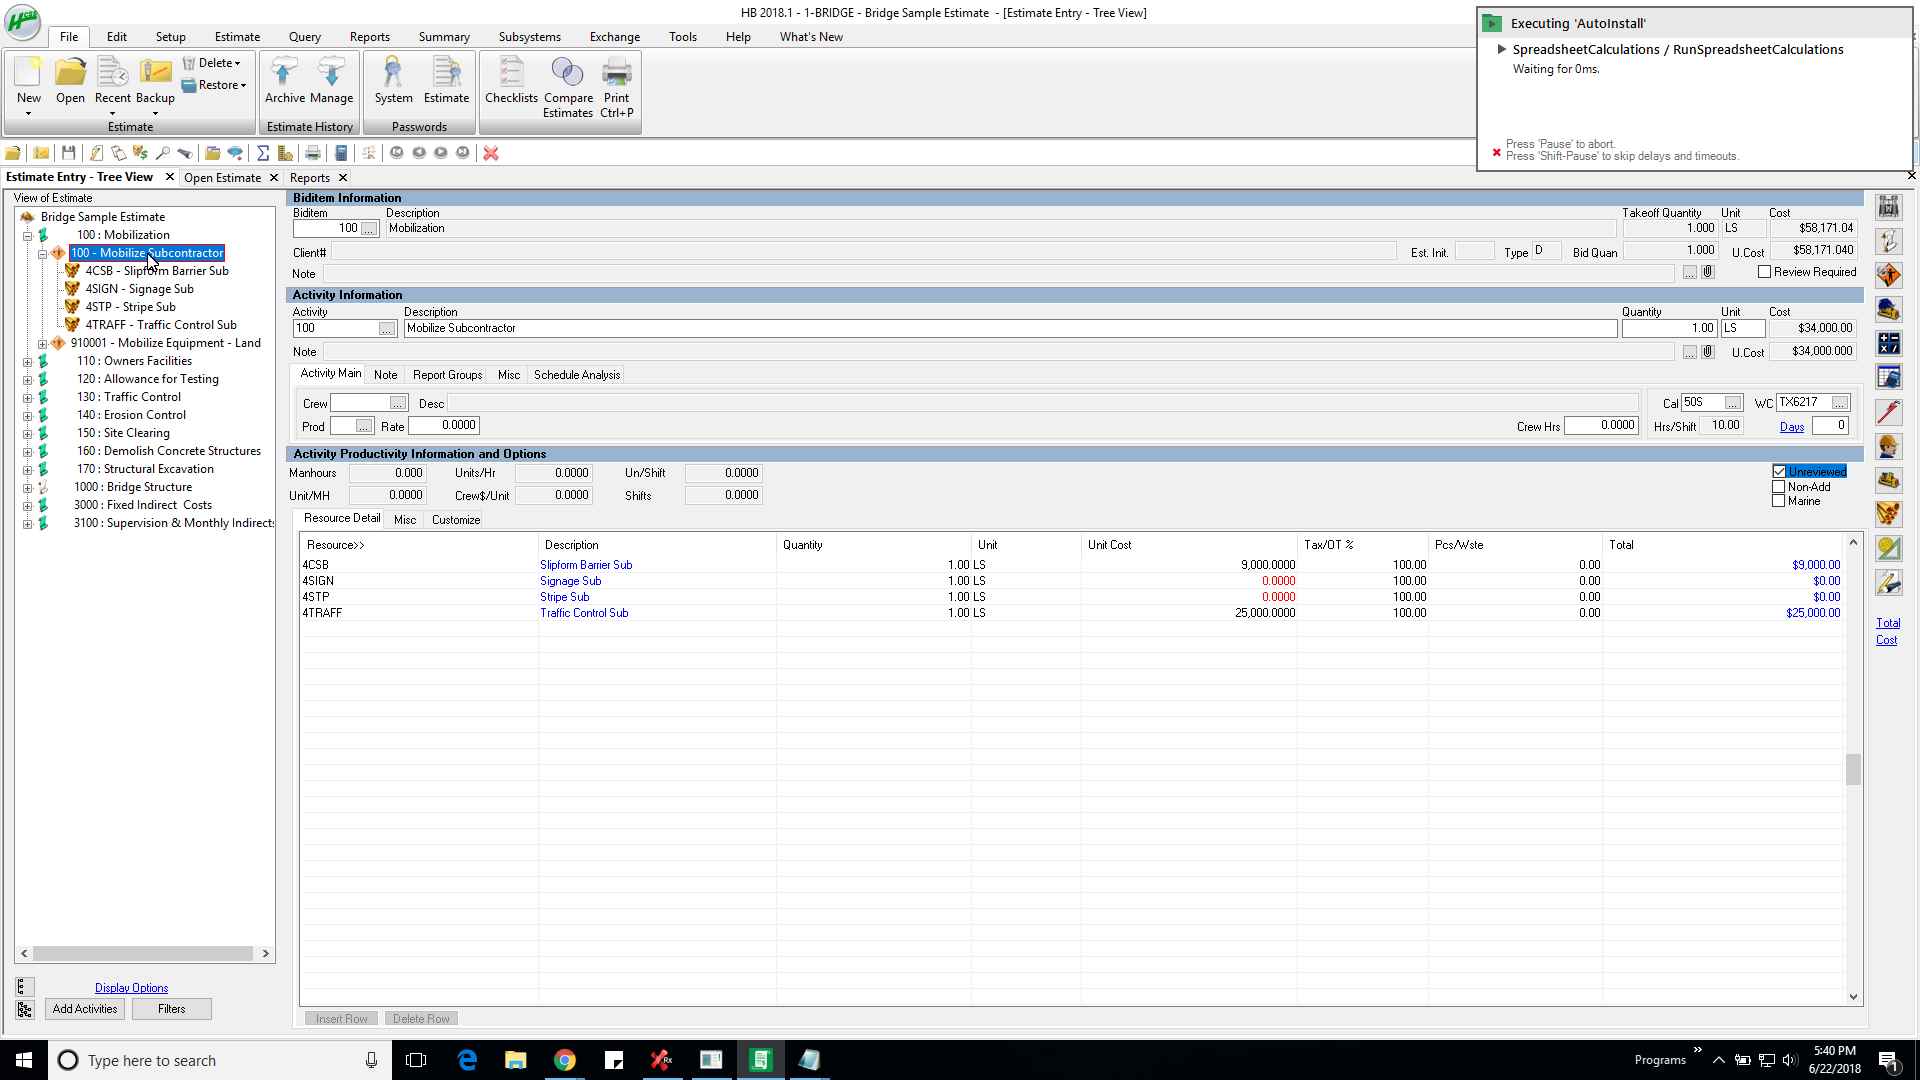 HB 2018.1 - 1-BRIDGE - Bridge Sample Estimate - [Estimate Entry - Tree View]
File Edit Setup Estimate Query Reports Summary Subsystems Exchange Tools Help What's New
New Open Recent Backup Delete Restore
Estimate
Archive Manage
Estimate History
System Estimate
Passwords
Checklists Compare Estimates Print Ctrl+P
Executing 'AutoInstall'
SpreadsheetCalculations / RunSpreadsheetCalculations
Waiting for 0ms.
Press 'Pause' to abort.
Press 'Shift-Pause' to skip delays and timeouts.
Estimate Entry - Tree View Open Estimate Reports
View of Estimate
Bridge Sample Estimate
100 : Mobilization
100 - Mobilize Subcontractor
4CSB - Slipform Barrier Sub
4SIGN - Signage Sub
4STP - Stripe Sub
4TRAFF - Traffic Control Sub
910001 - Mobilize Equipment - Land
110 : Owners Facilities
120 : Allowance for Testing
130 : Traffic Control
140 : Erosion Control
150 : Site Clearing
160 : Demolish Concrete Structures
170 : Structural Excavation
1000 : Bridge Structure
3000 : Fixed Indirect Costs
3100 : Supervision & Monthly Indirects
Display Options
Add Activities Filters
Biditem Information
Biditem Description Takeoff Quantity Unit Cost
100 ... Mobilization 1.000 LS $58,171.04
Client# Est. Init. Type D Bid Quan 1.000 U.Cost $58,171.040
Note ... Review Required
Activity Information
Activity Description Quantity Unit Cost
100 ... Mobilize Subcontractor 1.00 LS $34,000.00
Note ... U.Cost $34,000.000
Activity Main Note Report Groups Misc Schedule Analysis
Crew ... Desc Cal 50S ... WC TX6217 ...
Prod ... Rate 0.0000 Crew Hrs 0.0000 Hrs/Shift 10.00 Days 0
Activity Productivity Information and Options
Manhours 0.000 Units/Hr 0.0000 Un/Shift 0.0000 Unreviewed
Non-Add
Unit/MH 0.0000 Crew$/Unit 0.0000 Shifts 0.0000
Marine
Resource Detail Misc Customize
Resource>> Description Quantity Unit Unit Cost Tax/OT % Pcs/Wste Total
4CSB Slipform Barrier Sub 1.00 LS 9,000.0000 100.00 0.00 $9,000.00
4SIGN Signage Sub 1.00 LS 0.0000 100.00 0.00 $0.00
4STP Stripe Sub 1.00 LS 0.0000 100.00 0.00 $0.00
4TRAFF Traffic Control Sub 1.00 LS 25,000.0000 100.00 0.00 $25,000.00
Total
Cost
Insert Row Delete Row
Type here to search
Programs
5:40 PM
6/22/2018
1